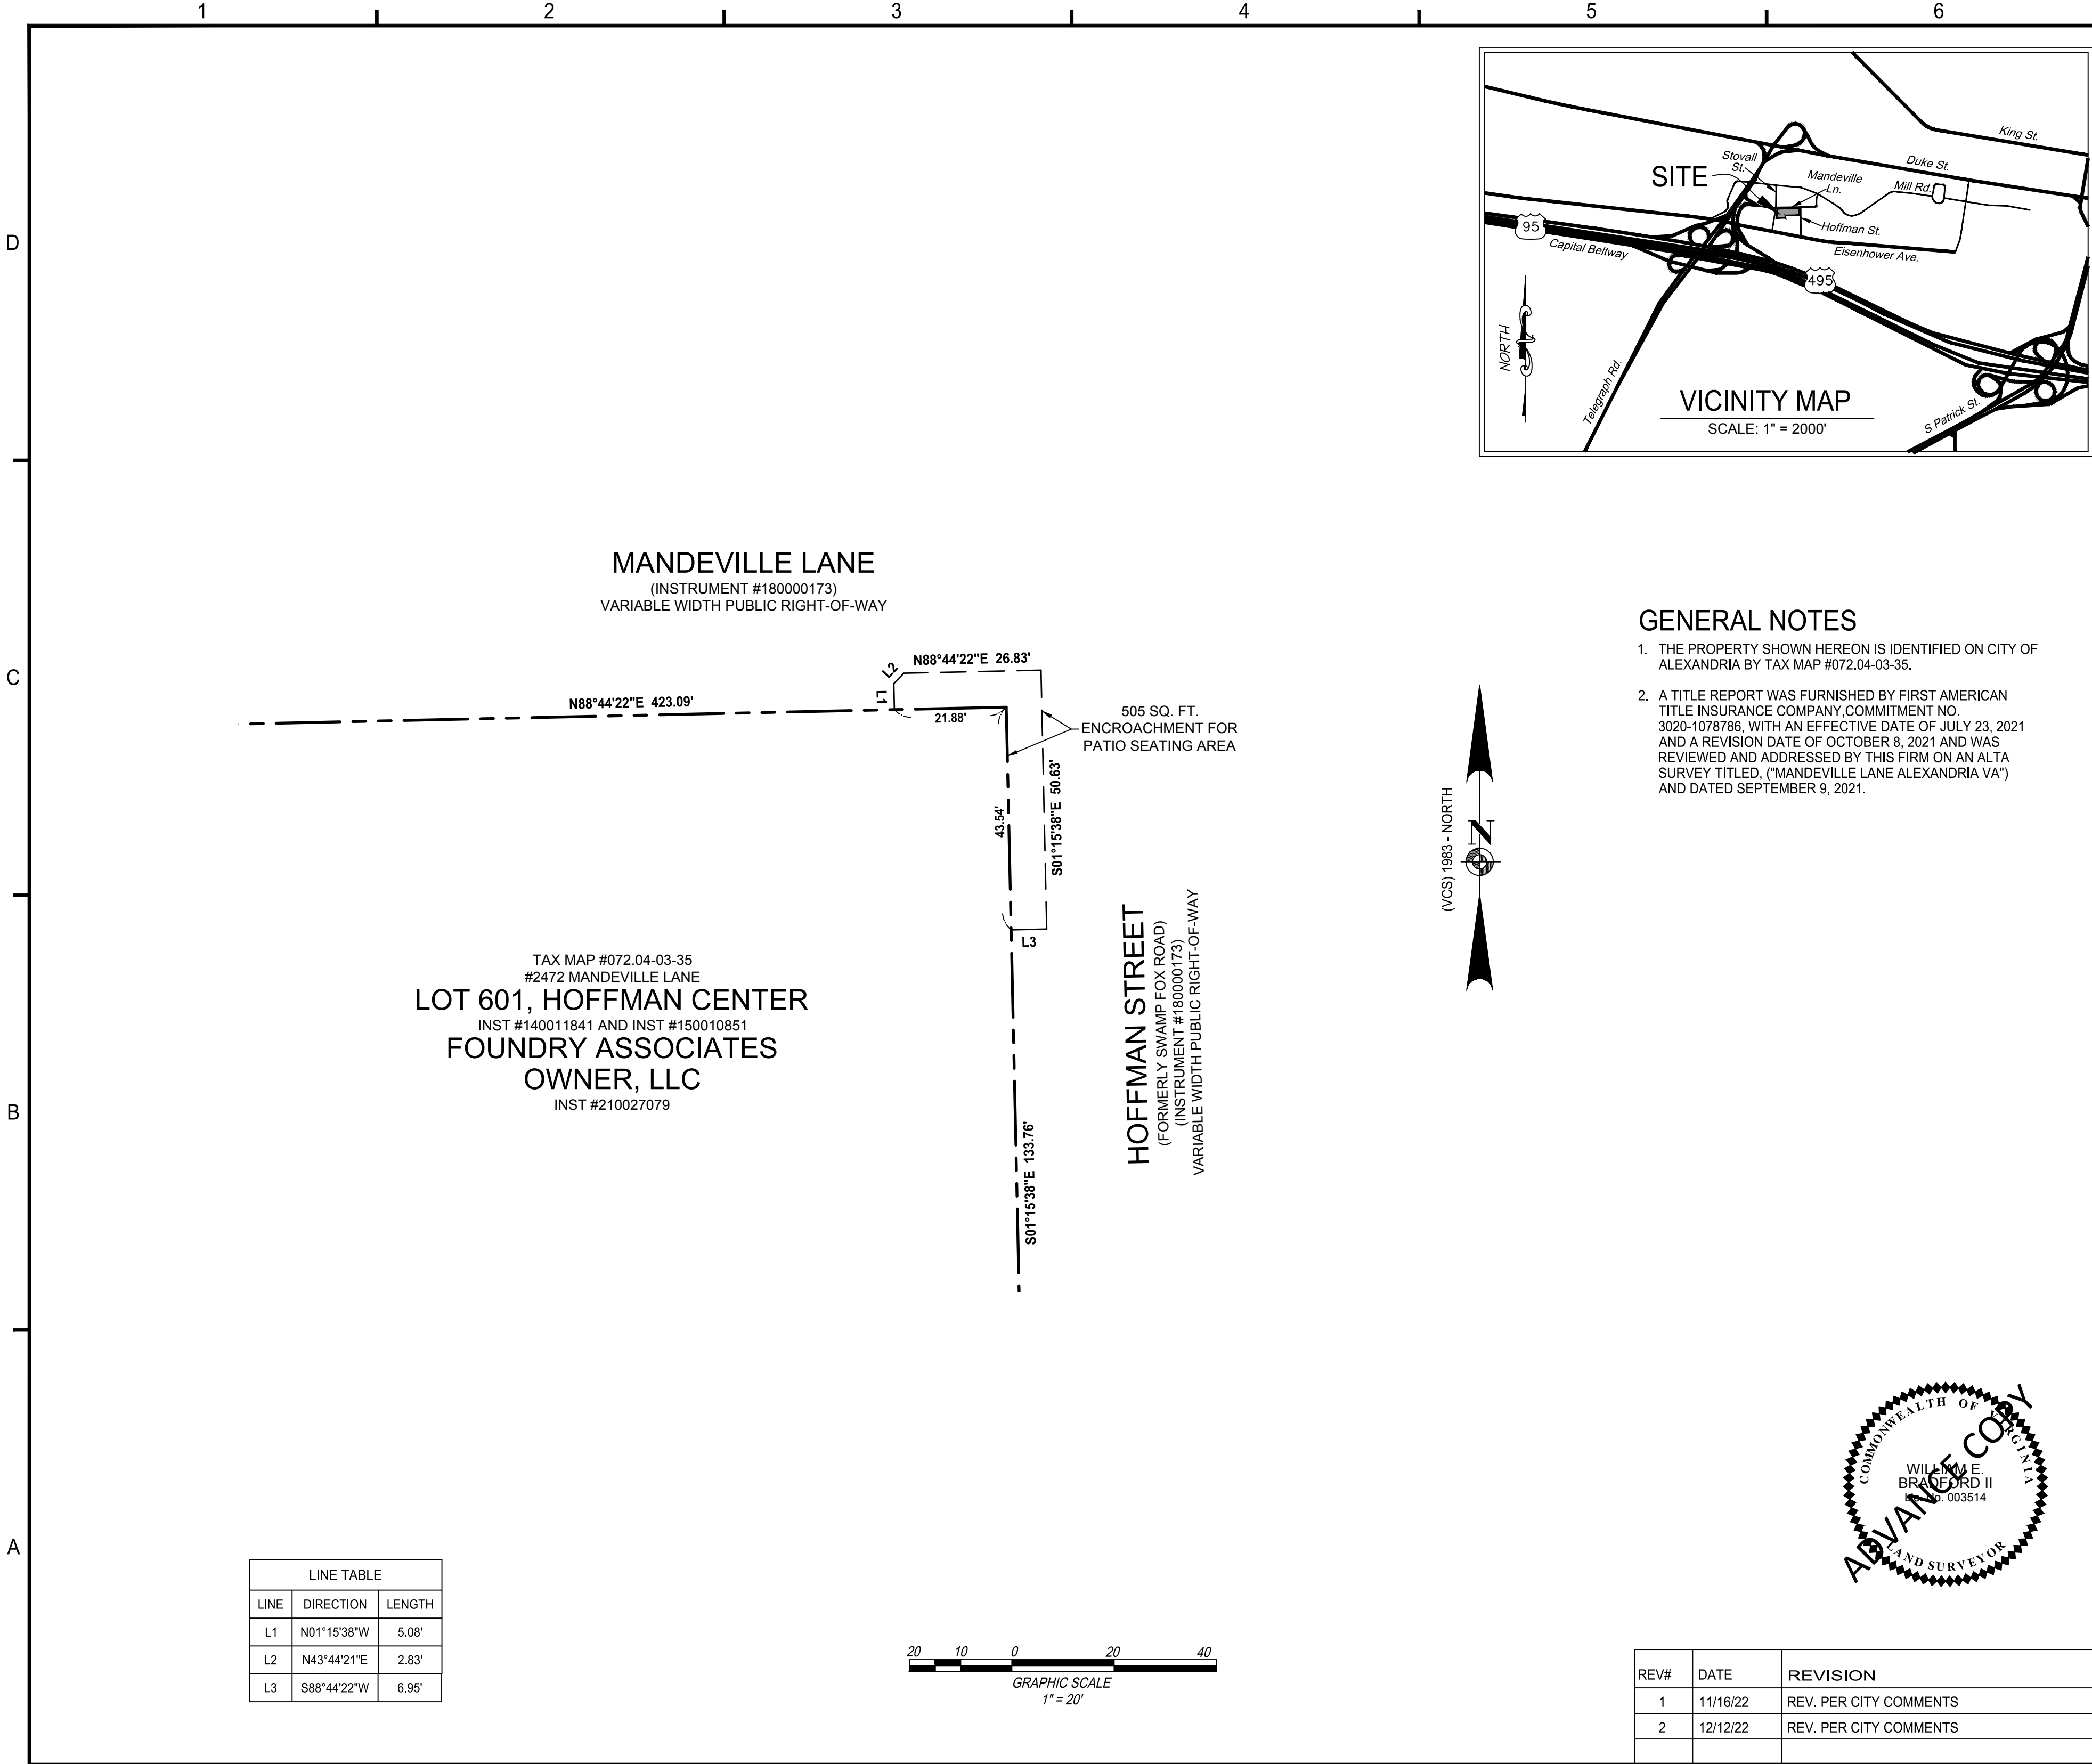 1 2 3 4 5 6
D
C
B
A
King St.
Duke St.
Stovall
St.
SITE
Mandeville
Ln.
Mill Rd.
Hoffman St.
95
Capital Beltway
Eisenhower Ave.
495
NORTH
Telegraph Rd.
S Patrick St.
VICINITY MAP
SCALE: 1" = 2000'
MANDEVILLE LANE
(INSTRUMENT #180000173)
VARIABLE WIDTH PUBLIC RIGHT-OF-WAY
L2
N88°44'22"E 26.83'
L1
N88°44'22"E 423.09'
21.88'
505 SQ. FT.
ENCROACHMENT FOR
PATIO SEATING AREA
43.54'
S01°15'38"E 50.63'
L3
S01°15'38"E 133.76'
HOFFMAN STREET
(FORMERLY SWAMP FOX ROAD)
(INSTRUMENT #180000173)
VARIABLE WIDTH PUBLIC RIGHT-OF-WAY
TAX MAP #072.04-03-35
#2472 MANDEVILLE LANE
LOT 601, HOFFMAN CENTER
INST #140011841 AND INST #150010851
FOUNDRY ASSOCIATES
OWNER, LLC
INST #210027079
(VCS) 1983 - NORTH
N
GENERAL NOTES
1. THE PROPERTY SHOWN HEREON IS IDENTIFIED ON CITY OF
ALEXANDRIA BY TAX MAP #072.04-03-35.
2. A TITLE REPORT WAS FURNISHED BY FIRST AMERICAN
TITLE INSURANCE COMPANY,COMMITMENT NO.
3020-1078786, WITH AN EFFECTIVE DATE OF JULY 23, 2021
AND A REVISION DATE OF OCTOBER 8, 2021 AND WAS
REVIEWED AND ADDRESSED BY THIS FIRM ON AN ALTA
SURVEY TITLED, ("MANDEVILLE LANE ALEXANDRIA VA")
AND DATED SEPTEMBER 9, 2021.
COMMONWEALTH OF VIRGINIA
WILLIAM E.
BRADFORD II
Lic. No. 003514
LAND SURVEYOR
ADVANCE COPY
LINE TABLE
LINE DIRECTION LENGTH
L1 N01°15'38"W 5.08'
L2 N43°44'21"E 2.83'
L3 S88°44'22"W 6.95'
20 10 0 20 40
GRAPHIC SCALE
1" = 20'
REV# DATE REVISION
1 11/16/22 REV. PER CITY COMMENTS
2 12/12/22 REV. PER CITY COMMENTS